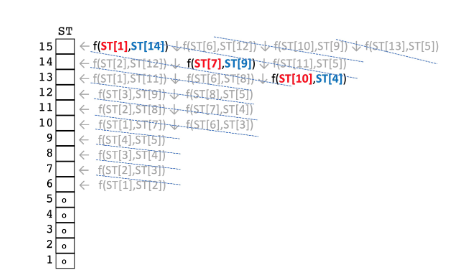 ST
15 ← f(ST[1],ST[14]) ↓ f(ST[6],ST[12]) ↓ f(ST[10],ST[9]) ↓ f(ST[13],ST[5])
14 ← f(ST[2],ST[12]) ↓ f(ST[7],ST[9]) ↓ f(ST[11],ST[5])
13 ← f(ST[1],ST[11]) ↓ f(ST[6],ST[8]) ↓ f(ST[10],ST[4])
12 ← f(ST[3],ST[9]) ↓ f(ST[8],ST[5])
11 ← f(ST[2],ST[8]) ↓ f(ST[7],ST[4])
10 ← f(ST[1],ST[7]) ↓ f(ST[6],ST[3])
9 ← f(ST[4],ST[5])
8 ← f(ST[3],ST[4])
7 ← f(ST[2],ST[3])
6 ← f(ST[1],ST[2])
5 o
4 o
3 o
2 o
1 o